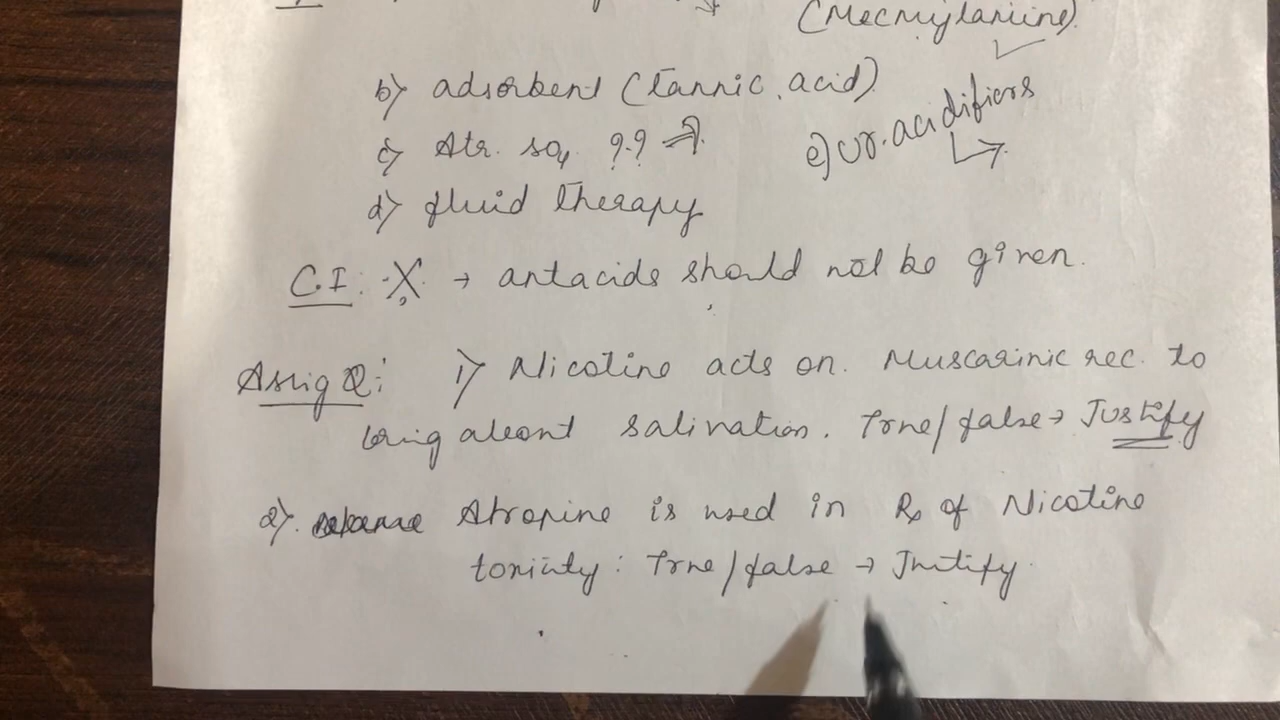 (Mecamylamine)
b) adsorbent (Tannic acid)
c) Atr. SO4 ?? →
e) Ur. acidifiers
d) fluid therapy
C.I: X → antacids should not be given.
Assig Q: 1) Nicotine acts on. Muscarinic rec. to
bring about salivation. True/false → Justify
2). Atropine is used in Rx of Nicotine
toxicity: True/false → Justify.